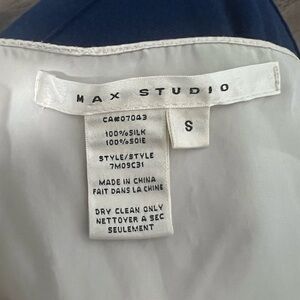 MAX STUDIO
S
CA#07043
100%SILK
100%SOIE
STYLE/STYLE
7M09C31
MADE IN CHINA
FAIT DANS LA CHINE
DRY CLEAN ONLY
NETTOYER A SEC
SEULEMENT